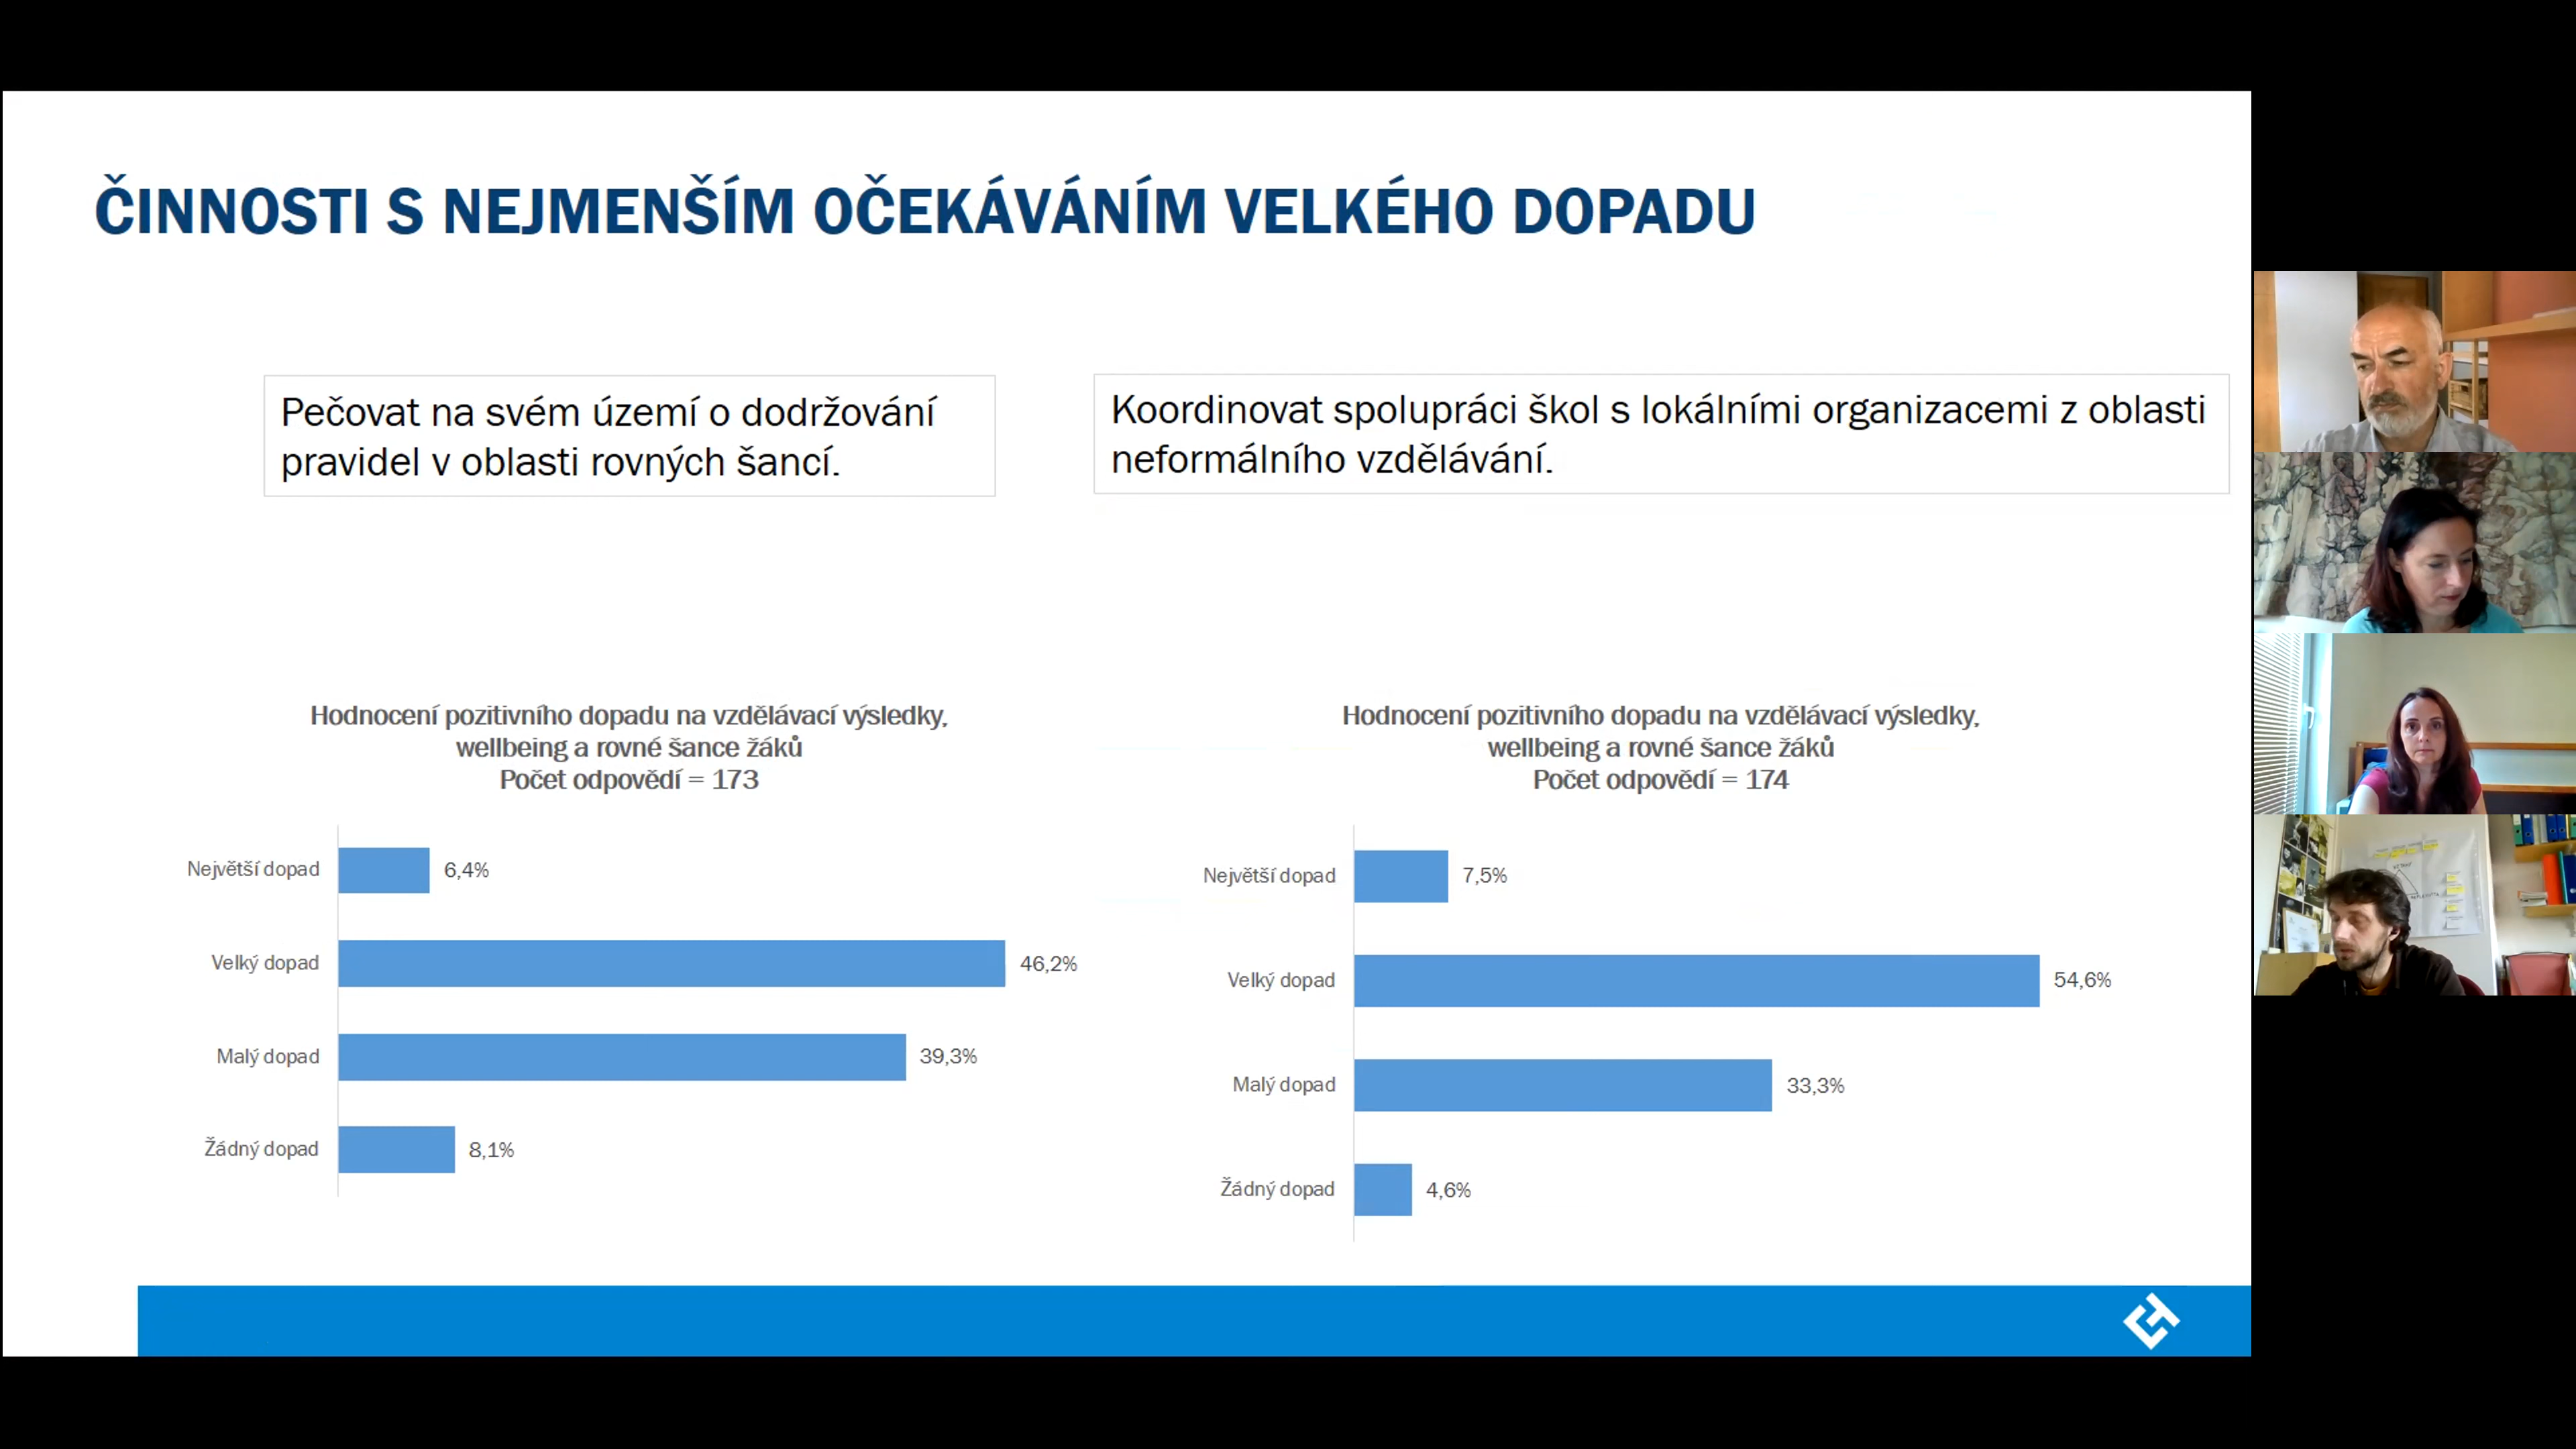 ČINNOSTI S NEJMENŠÍM OČEKÁVÁNÍM VELKÉHO DOPADU
Pečovat na svém území o dodržování
pravidel v oblasti rovných šancí.
Koordinovat spolupráci škol s lokálními organizacemi z oblasti
neformálního vzdělávání.
Hodnocení pozitivního dopadu na vzdělávací výsledky,
wellbeing a rovné šance žáků
Počet odpovědí = 173
Největší dopad 6,4%
Velký dopad 46,2%
Malý dopad 39,3%
Žádný dopad 8,1%
Hodnocení pozitivního dopadu na vzdělávací výsledky,
wellbeing a rovné šance žáků
Počet odpovědí = 174
Největší dopad 7,5%
Velký dopad 54,6%
Malý dopad 33,3%
Žádný dopad 4,6%